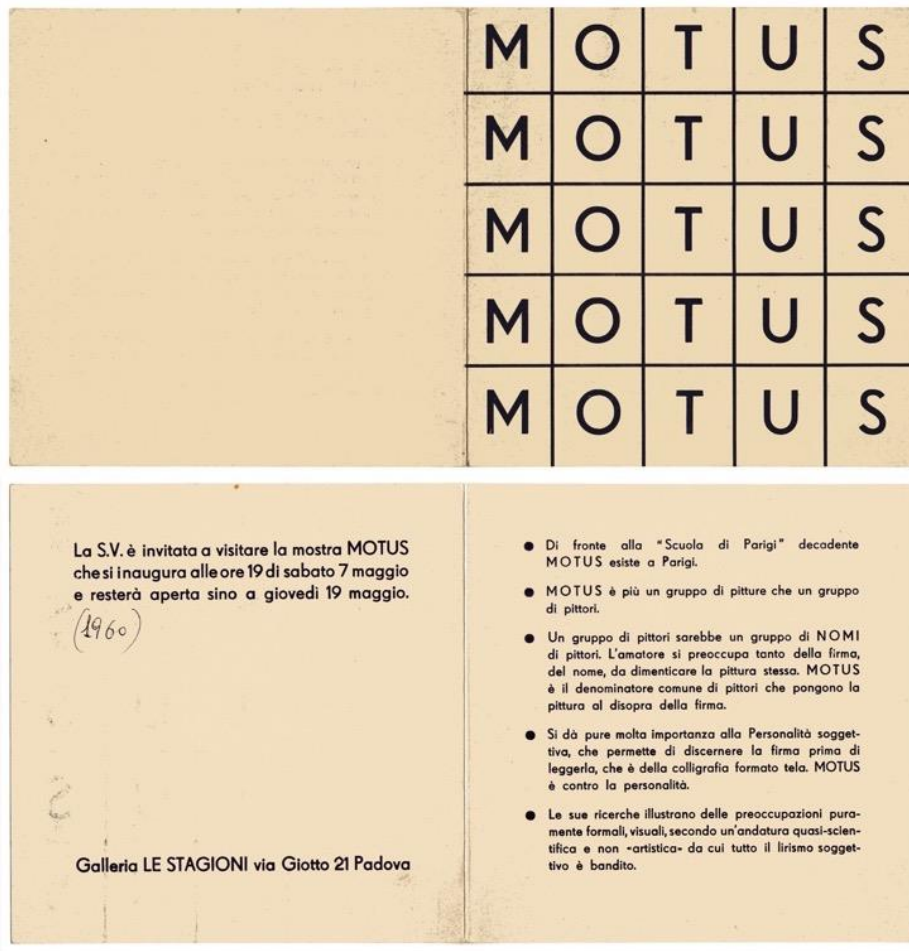 M O T U S
M O T U S
M O T U S
M O T U S
M O T U S
La S.V. è invitata a visitare la mostra MOTUS
che si inaugura alle ore 19 di sabato 7 maggio
e resterà aperta sino a giovedì 19 maggio.
(1960)
Galleria LE STAGIONI via Giotto 21 Padova
● Di fronte alla "Scuola di Parigi" decadente
MOTUS esiste a Parigi.
● MOTUS è più un gruppo di pitture che un gruppo
di pittori.
● Un gruppo di pittori sarebbe un gruppo di NOMI
di pittori. L'amatore si preoccupa tanto della firma,
del nome, da dimenticare la pittura stessa. MOTUS
è il denominatore comune di pittori che pongono la
pittura al disopra della firma.
● Si dà pure molta importanza alla Personalità sogget-
tiva, che permette di discernere la firma prima di
leggerla, che è della colligrafia formato tela. MOTUS
è contro la personalità.
● Le sue ricerche illustrano delle preoccupazioni pura-
mente formali, visuali, secondo un'andatura quasi-scien-
tifica e non «artistica» da cui tutto il lirismo sogget-
tivo è bandito.